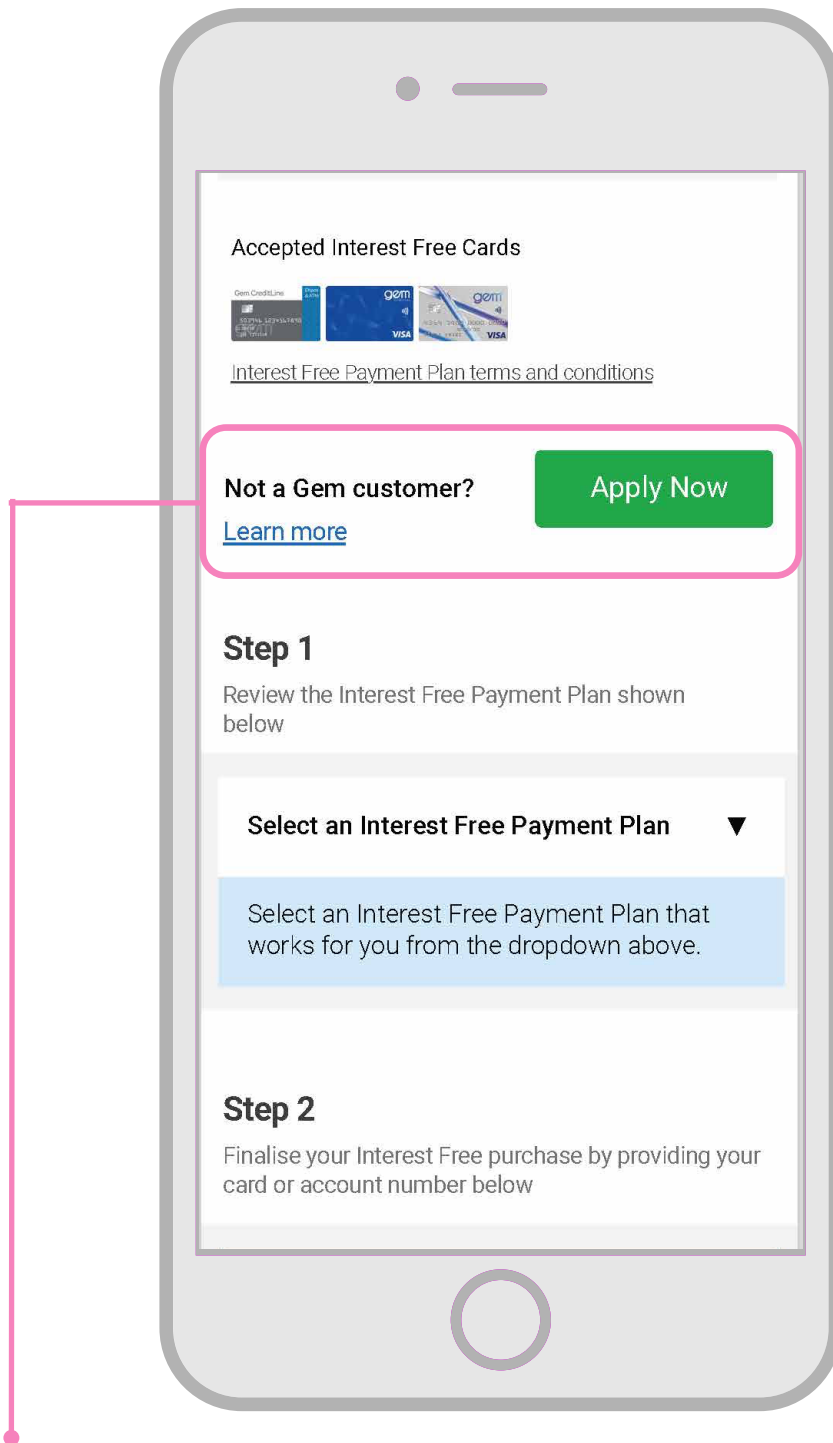 Accepted Interest Free Cards
Gem CreditLine
gem
gem
VISA
VISA
Interest Free Payment Plan terms and conditions
Not a Gem customer?
Apply Now
Learn more
Step 1
Review the Interest Free Payment Plan shown
below
Select an Interest Free Payment Plan ▼
Select an Interest Free Payment Plan that
works for you from the dropdown above.
Step 2
Finalise your Interest Free purchase by providing your
card or account number below